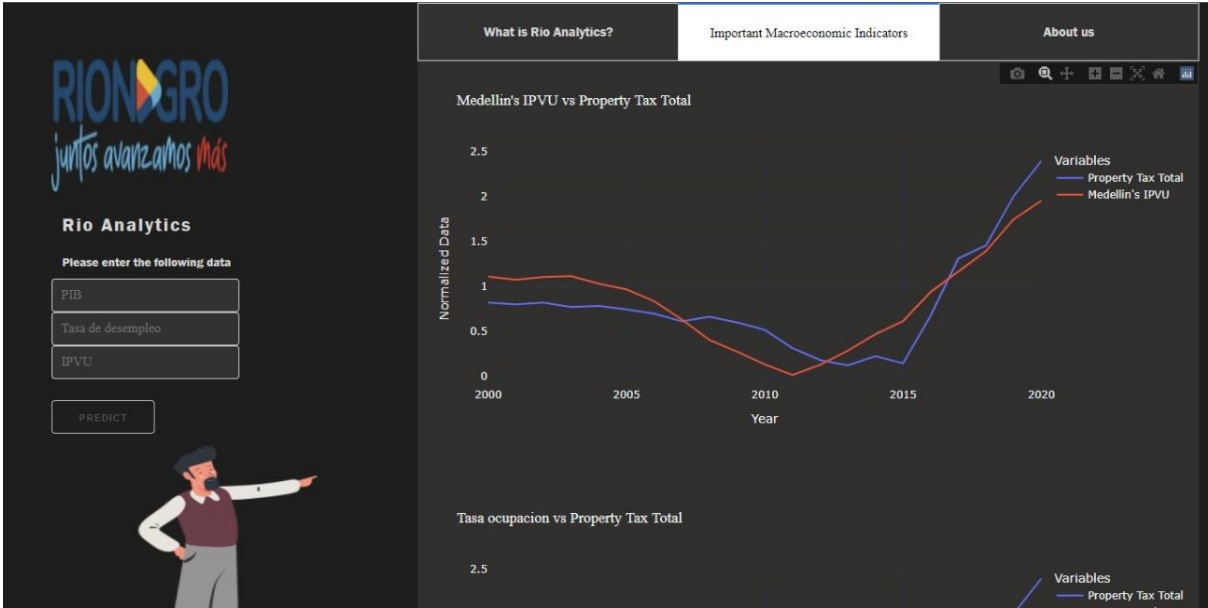 What is Rio Analytics?
Important Macroeconomic Indicators
About us
RIONEGRO
juntos avanzamos más
Rio Analytics
Please enter the following data
PIB
Tasa de desempleo
IPVU
PREDICT
Medellin's IPVU vs Property Tax Total
2.5
2
1.5
1
0.5
0
Normalized Data
2000
2005
2010
2015
2020
Year
Variables
Property Tax Total
Medellin's IPVU
Tasa ocupacion vs Property Tax Total
2.5
Variables
Property Tax Total